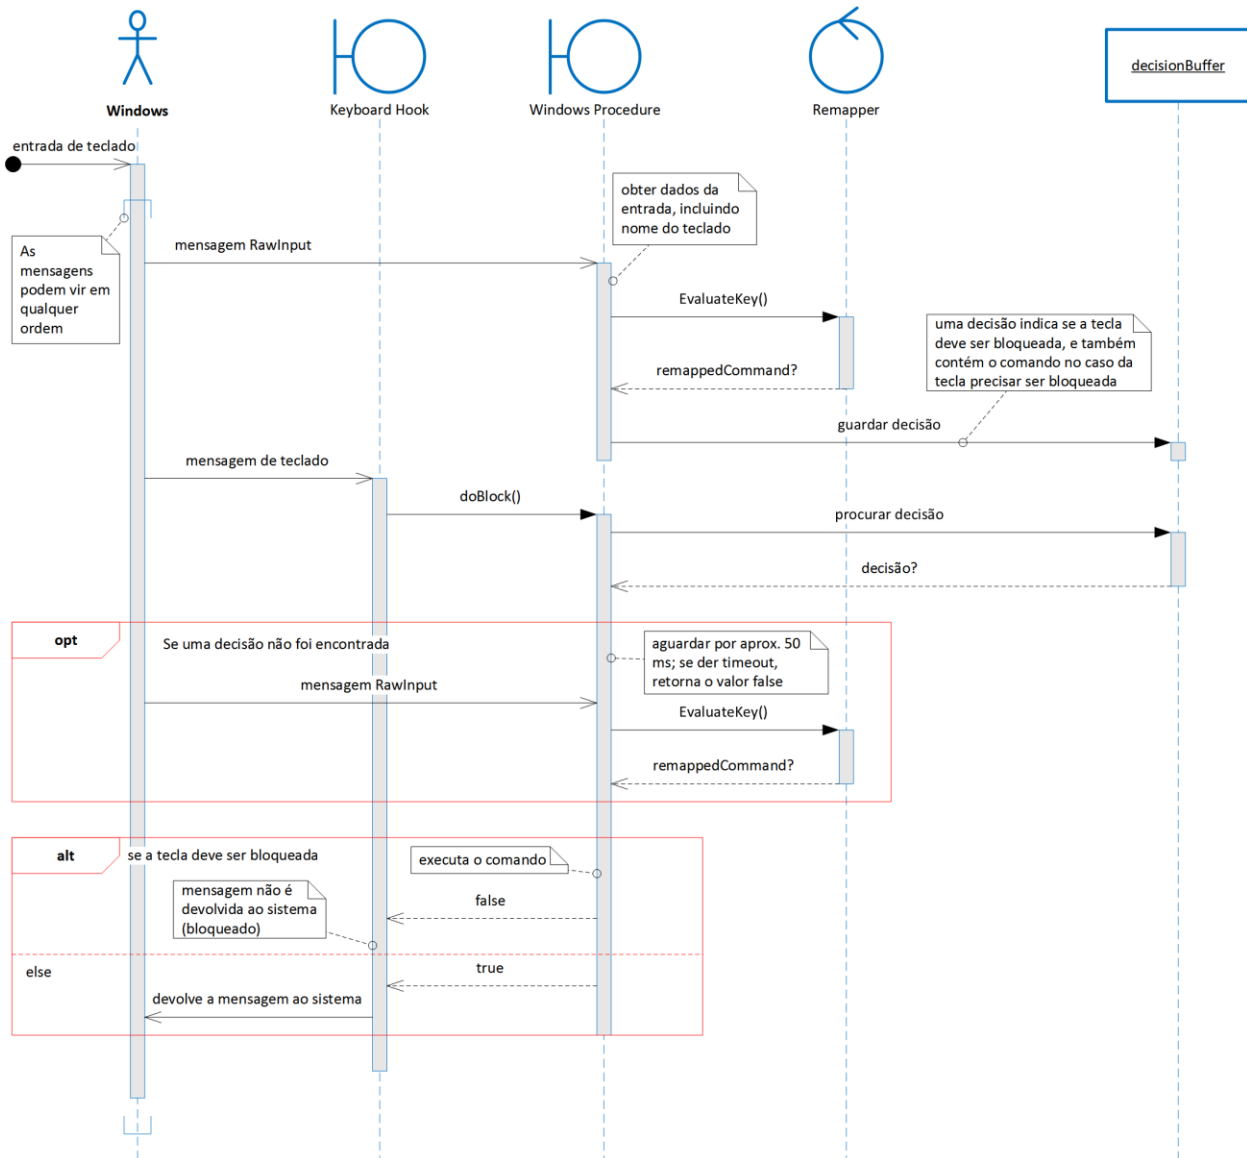 Windows
Keyboard Hook
Windows Procedure
Remapper
decisionBuffer
entrada de teclado
obter dados da
entrada, incluindo
nome do teclado
As
mensagens
podem vir em
qualquer
ordem
mensagem RawInput
EvaluateKey()
uma decisão indica se a tecla
deve ser bloqueada, e também
contém o comando no caso da
tecla precisar ser bloqueada
remappedCommand?
guardar decisão
mensagem de teclado
doBlock()
procurar decisão
decisão?
opt
Se uma decisão não foi encontrada
aguardar por aprox. 50
ms; se der timeout,
retorna o valor false
mensagem RawInput
EvaluateKey()
remappedCommand?
alt
se a tecla deve ser bloqueada
executa o comando
mensagem não é
devolvida ao sistema
(bloqueado)
false
else
true
devolve a mensagem ao sistema